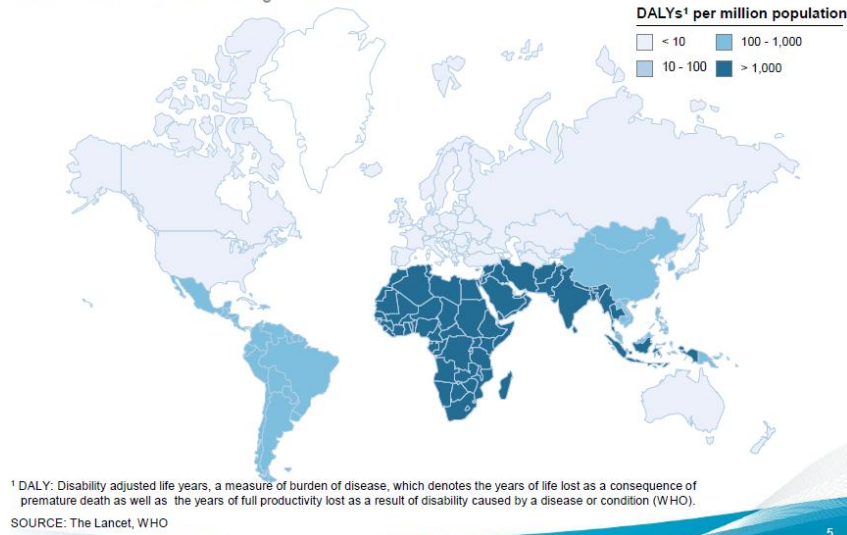 DALYs¹ per million population
< 10
100 - 1,000
10 - 100
> 1,000
¹ DALY: Disability adjusted life years, a measure of burden of disease, which denotes the years of life lost as a consequence of
premature death as well as the years of full productivity lost as a result of disability caused by a disease or condition (WHO).
SOURCE: The Lancet, WHO
5